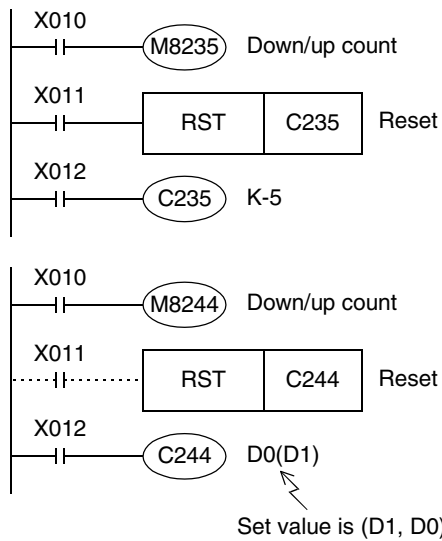 X010
M8235 Down/up count
X011
RST C235 Reset
X012
C235 K-5
X010
M8244 Down/up count
X011
RST C244 Reset
X012
C244 D0(D1)
Set value is (D1, D0)